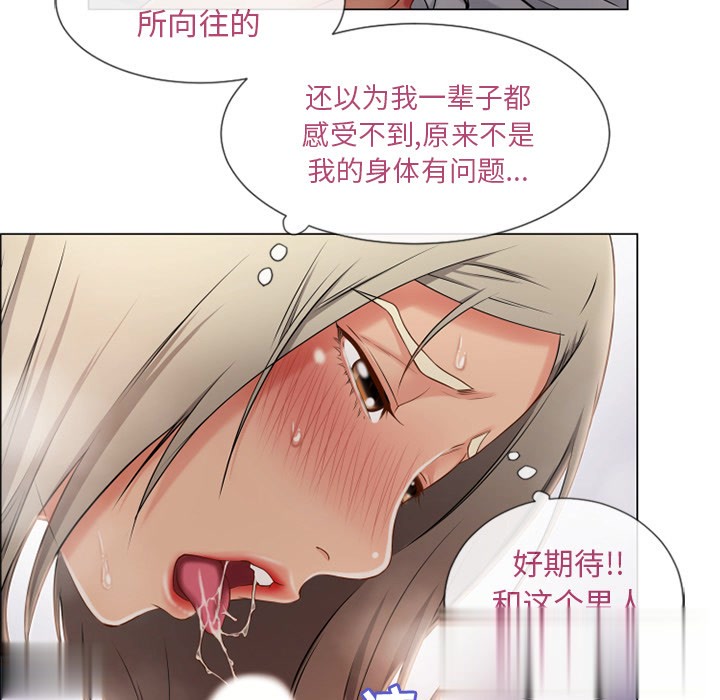 所向往的
还以为我一辈子都
感受不到,原来不是
我的身体有问题...
好期待!!
和这个男人